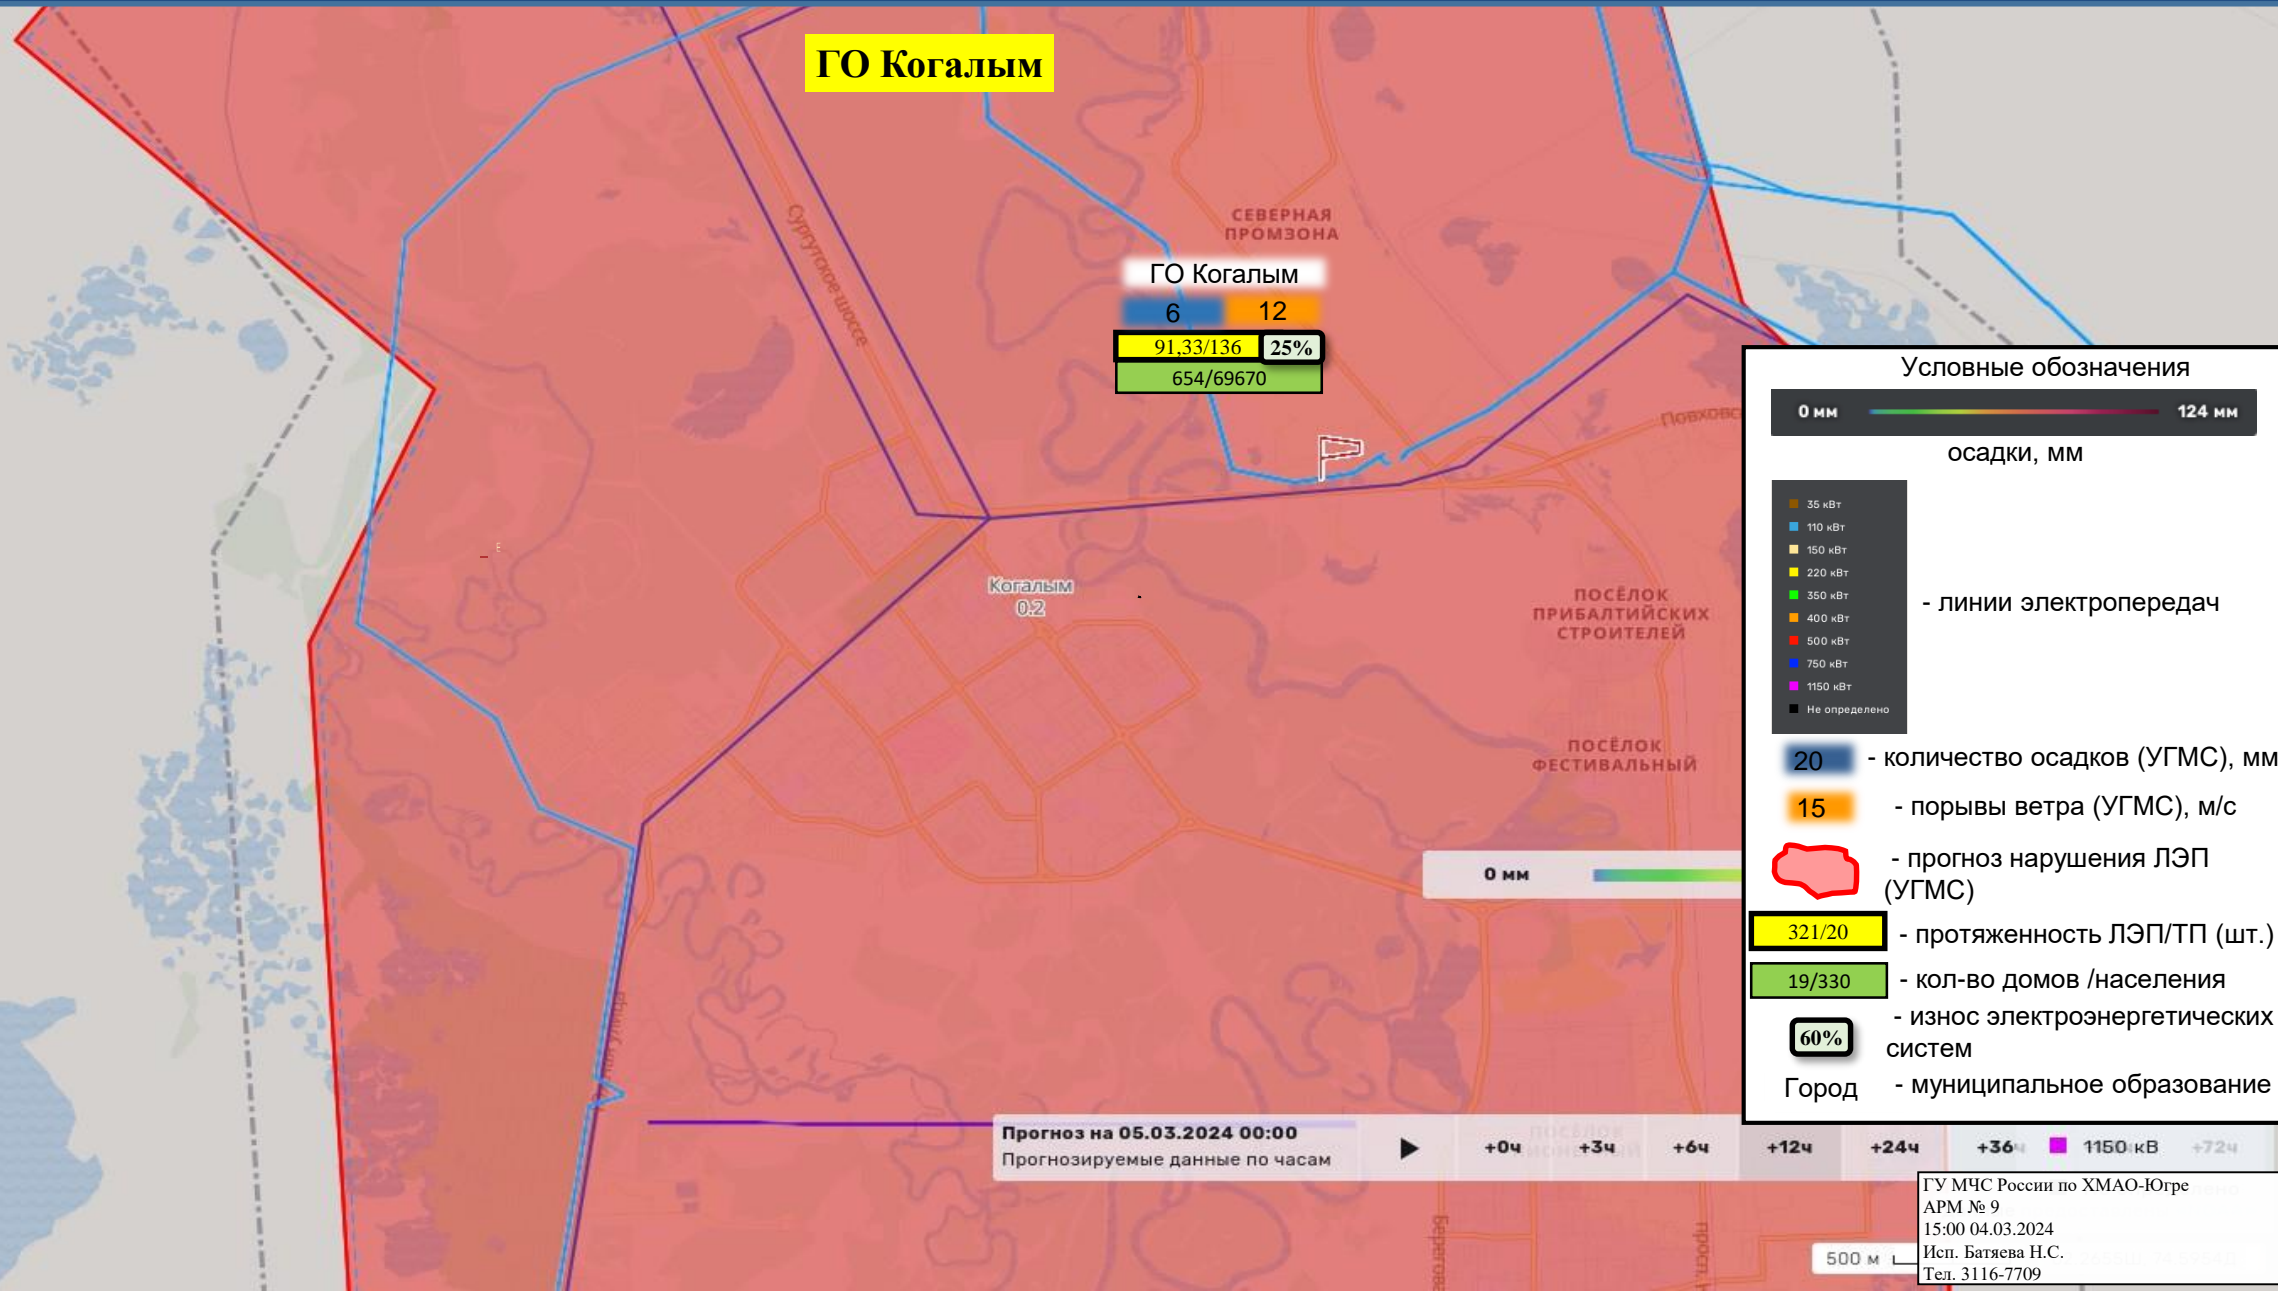 ГО Когалым
Сургутское шоссе
СЕВЕРНАЯ
ПРОМЗОНА
ГО Когалым
6
12
91,33/136
25%
654/69670
Когалым
0.2
ПОСЁЛОК
ПРИБАЛТИЙСКИХ
СТРОИТЕЛЕЙ
ПОСЁЛОК
ФЕСТИВАЛЬНЫЙ
0 мм
Условные обозначения
0 мм
124 мм
осадки, мм
35 кВт
110 кВт
150 кВт
220 кВт
350 кВт
400 кВт
500 кВт
750 кВт
1150 кВт
Не определено
- линии электропередач
20
- количество осадков (УГМС), мм
15
- порывы ветра (УГМС), м/с
- прогноз нарушения ЛЭП
(УГМС)
321/20
- протяженность ЛЭП/ТП (шт.)
19/330
- кол-во домов /населения
60%
- износ электроэнергетических
систем
Город
- муниципальное образование
Прогноз на 05.03.2024 00:00
Прогнозируемые данные по часам
+0ч
+3ч
+6ч
+12ч
+24ч
+36ч
1150 кВ
+72ч
ГУ МЧС России по ХМАО-Югре
АРМ № 9
15:00 04.03.2024
Исп. Батяева Н.С.
Тел. 3116-7709
500 м